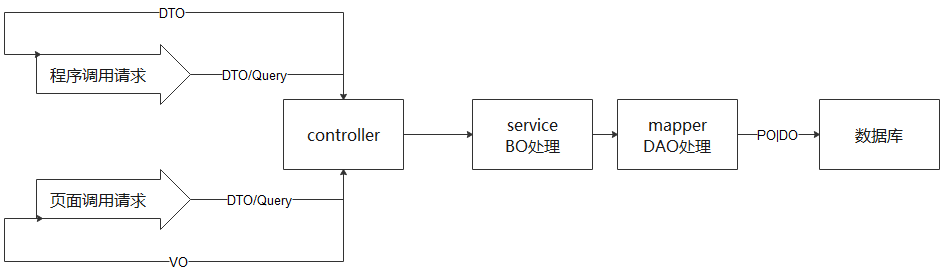 DTO
程序调用请求
DTO/Query
controller
service
BO处理
mapper
DAO处理
PO|DO
数据库
页面调用请求
DTO/Query
VO